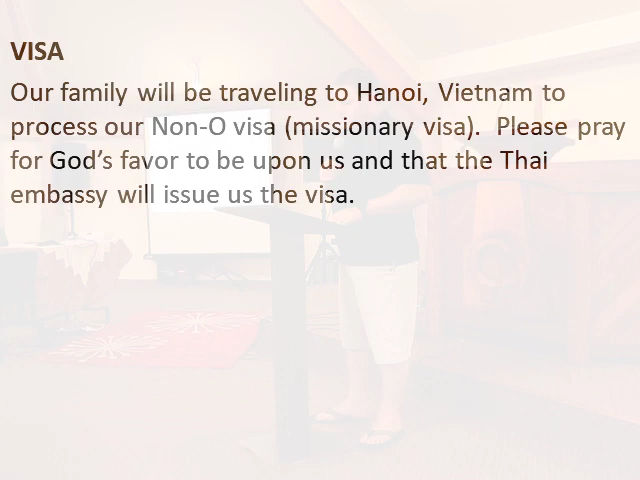 VISA
Our family will be traveling to Hanoi, Vietnam to
process our Non-O visa (missionary visa).  Please pray
for God’s favor to be upon us and that the Thai
embassy will issue us the visa.